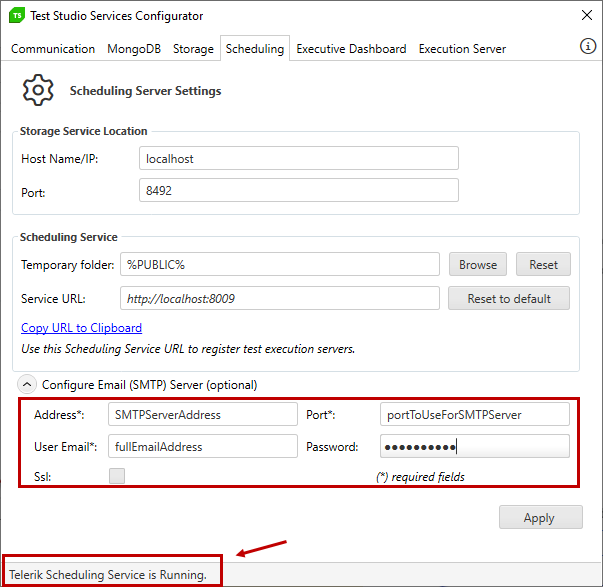 TS Test Studio Services Configurator
Communication MongoDB Storage Scheduling Executive Dashboard Execution Server
Scheduling Server Settings
Storage Service Location
Host Name/IP: localhost
Port: 8492
Scheduling Service
Temporary folder: %PUBLIC% Browse Reset
Service URL: http://localhost:8009 Reset to default
Copy URL to Clipboard
Use this Scheduling Service URL to register test execution servers.
Configure Email (SMTP) Server (optional)
Address*: SMTPServerAddress Port*: portToUseForSMTPServer
User Email*: fullEmailAddress Password: ●●●●●●●●●●
Ssl: (*) required fields
Apply
Telerik Scheduling Service is Running.